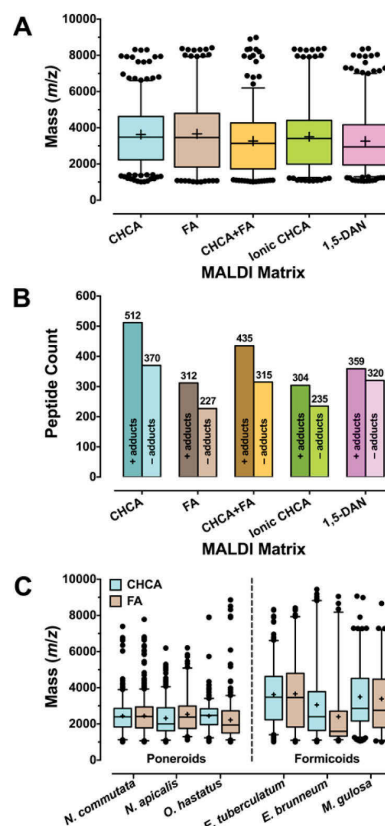 A
10000
8000
6000
4000
2000
0
Mass (m/z)
CHCA
FA
CHCA+FA
Ionic CHCA
1,5-DAN
MALDI Matrix
B
600
500
400
300
200
100
0
Peptide Count
512
370
312
227
435
315
304
235
359
320
+ adducts
– adducts
+ adducts
– adducts
+ adducts
– adducts
+ adducts
– adducts
+ adducts
– adducts
CHCA
FA
CHCA+FA
Ionic CHCA
1,5-DAN
MALDI Matrix
C
10000
8000
6000
4000
2000
0
Mass (m/z)
CHCA
FA
Poneroids
Formicoids
N. commutata
N. apicalis
O. hastatus
E. tuberculatum
E. brunneum
M. gulosa